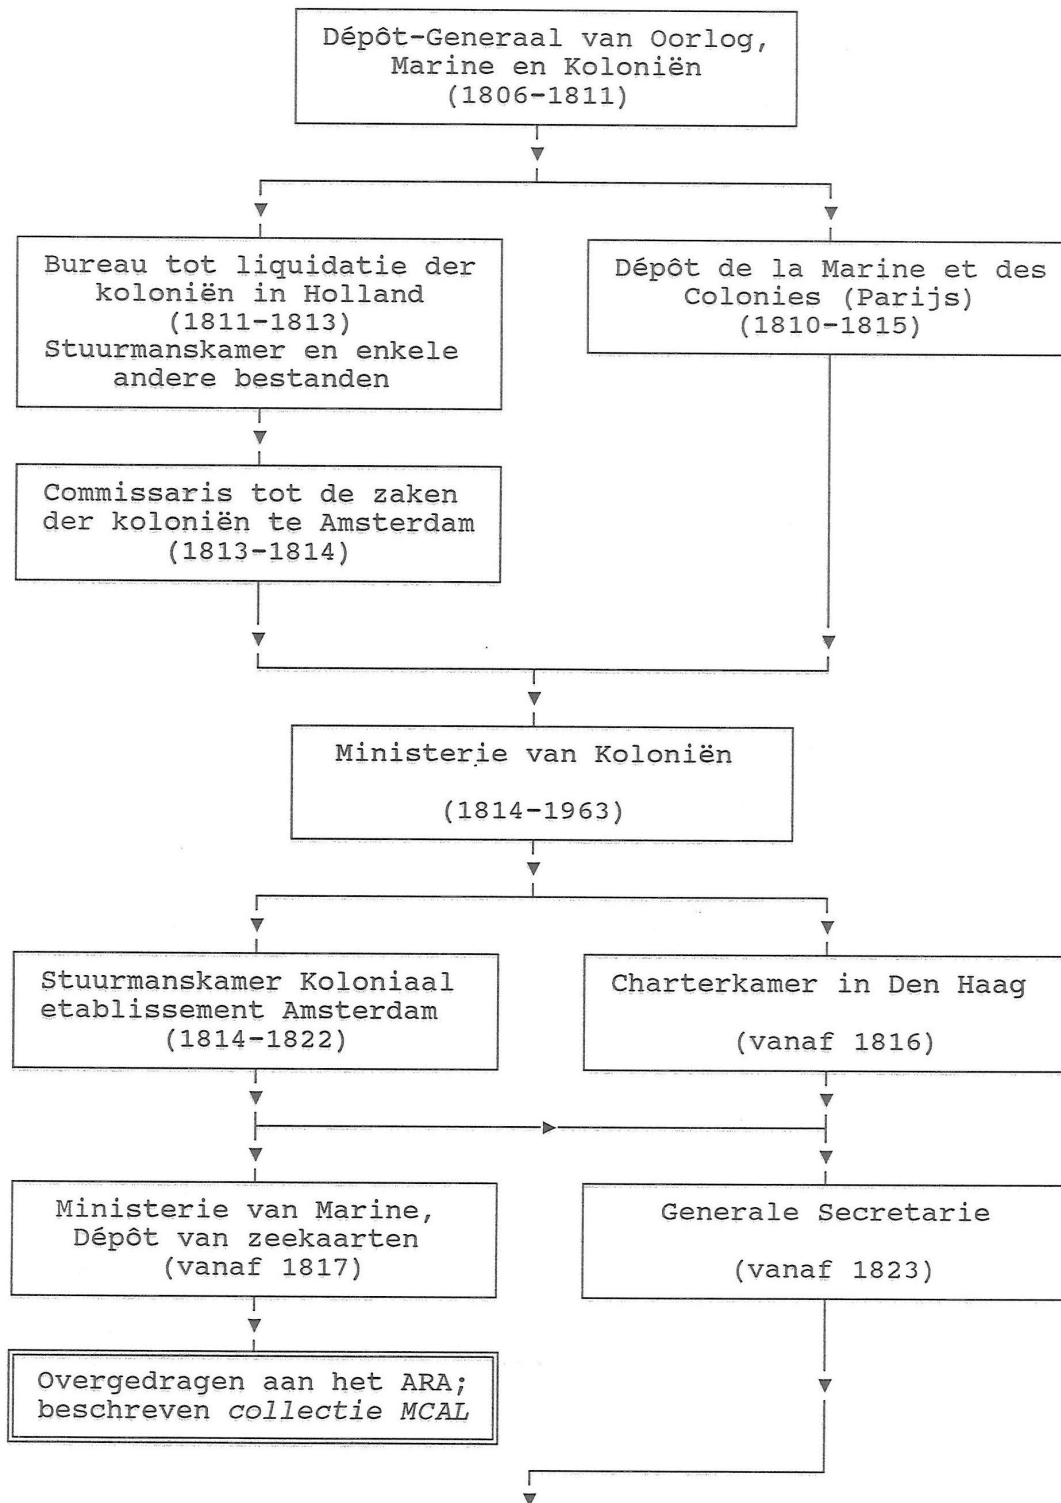 Dépôt-Generaal van Oorlog,
Marine en Koloniën
(1806-1811)
Bureau tot liquidatie der
koloniën in Holland
(1811-1813)
Stuurmanskamer en enkele
andere bestanden
Dépôt de la Marine et des
Colonies (Parijs)
(1810-1815)
Commissaris tot de zaken
der koloniën te Amsterdam
(1813-1814)
Ministerie van Koloniën
(1814-1963)
Stuurmanskamer Koloniaal
etablissement Amsterdam
(1814-1822)
Charterkamer in Den Haag
(vanaf 1816)
Ministerie van Marine,
Dépôt van zeekaarten
(vanaf 1817)
Generale Secretarie
(vanaf 1823)
Overgedragen aan het ARA;
beschreven collectie MCAL